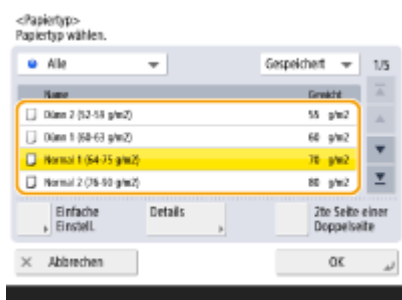 <Papiertyp>
Papiertyp wählen.
Alle
Gespeichert
1/5
Name Gewicht
Dünn 2 (52-59 g/m2) 55 g/m2
Dünn 1 (60-63 g/m2) 60 g/m2
Normal 1 (64-75 g/m2) 70 g/m2
Normal 2 (76-90 g/m2) 80 g/m2
Einfache Einstell.
Details
2te Seite einer Doppelseite
Abbrechen
OK